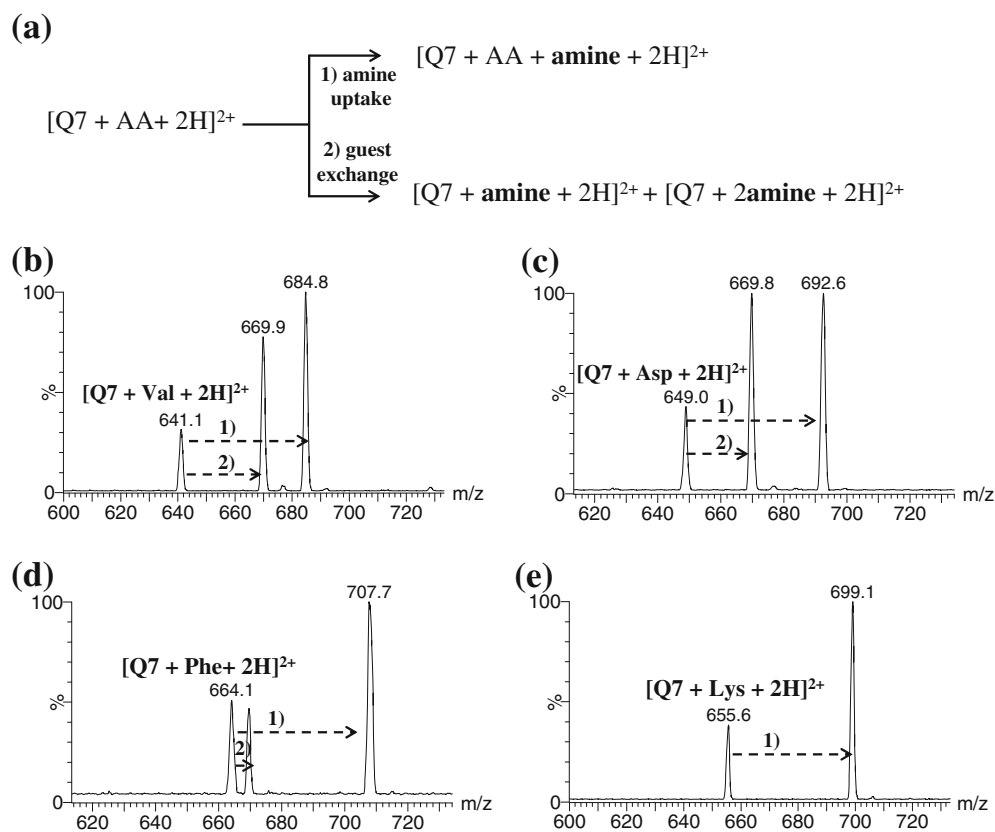 (a)
[Q7 + AA + amine + 2H]²⁺
1) amine
uptake
[Q7 + AA+ 2H]²⁺
2) guest
exchange
[Q7 + amine + 2H]²⁺ + [Q7 + 2amine + 2H]²⁺
(b)
684.8
100
669.9
[Q7 + Val + 2H]²⁺
%
641.1
1)
2)
0
m/z
600 620 640 660 680 700 720
(c)
669.8 692.6
100
[Q7 + Asp + 2H]²⁺
%
649.0
1)
2)
0
m/z
620 640 660 680 700 720
(d)
707.7
100
[Q7 + Phe+ 2H]²⁺
664.1
%
1)
2)
0
m/z
620 640 660 680 700 720
(e)
699.1
100
[Q7 + Lys + 2H]²⁺
655.6
%
1)
0
m/z
600 620 640 660 680 700 720